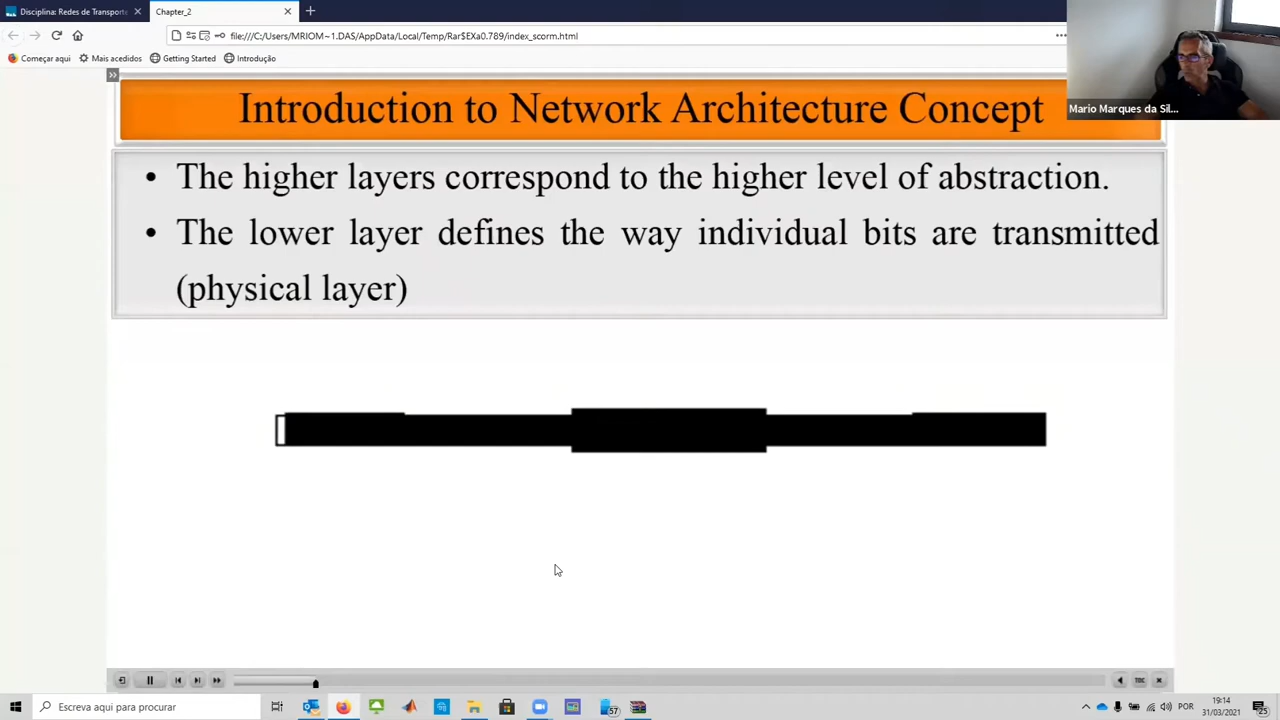 Disciplina: Redes de Transporte
Chapter_2
file:///C:/Users/MRIOM~1.DAS/AppData/Local/Temp/Rar$EXa0.789/index_scorm.html
Começar aqui
Mais acedidos
Getting Started
Introdução
Mario Marques da Sil...
Introduction to Network Architecture Concept
• The higher layers correspond to the higher level of abstraction.
• The lower layer defines the way individual bits are transmitted
(physical layer)
TOC
Escreva aqui para procurar
57
POR
19:14
31/03/2021
25